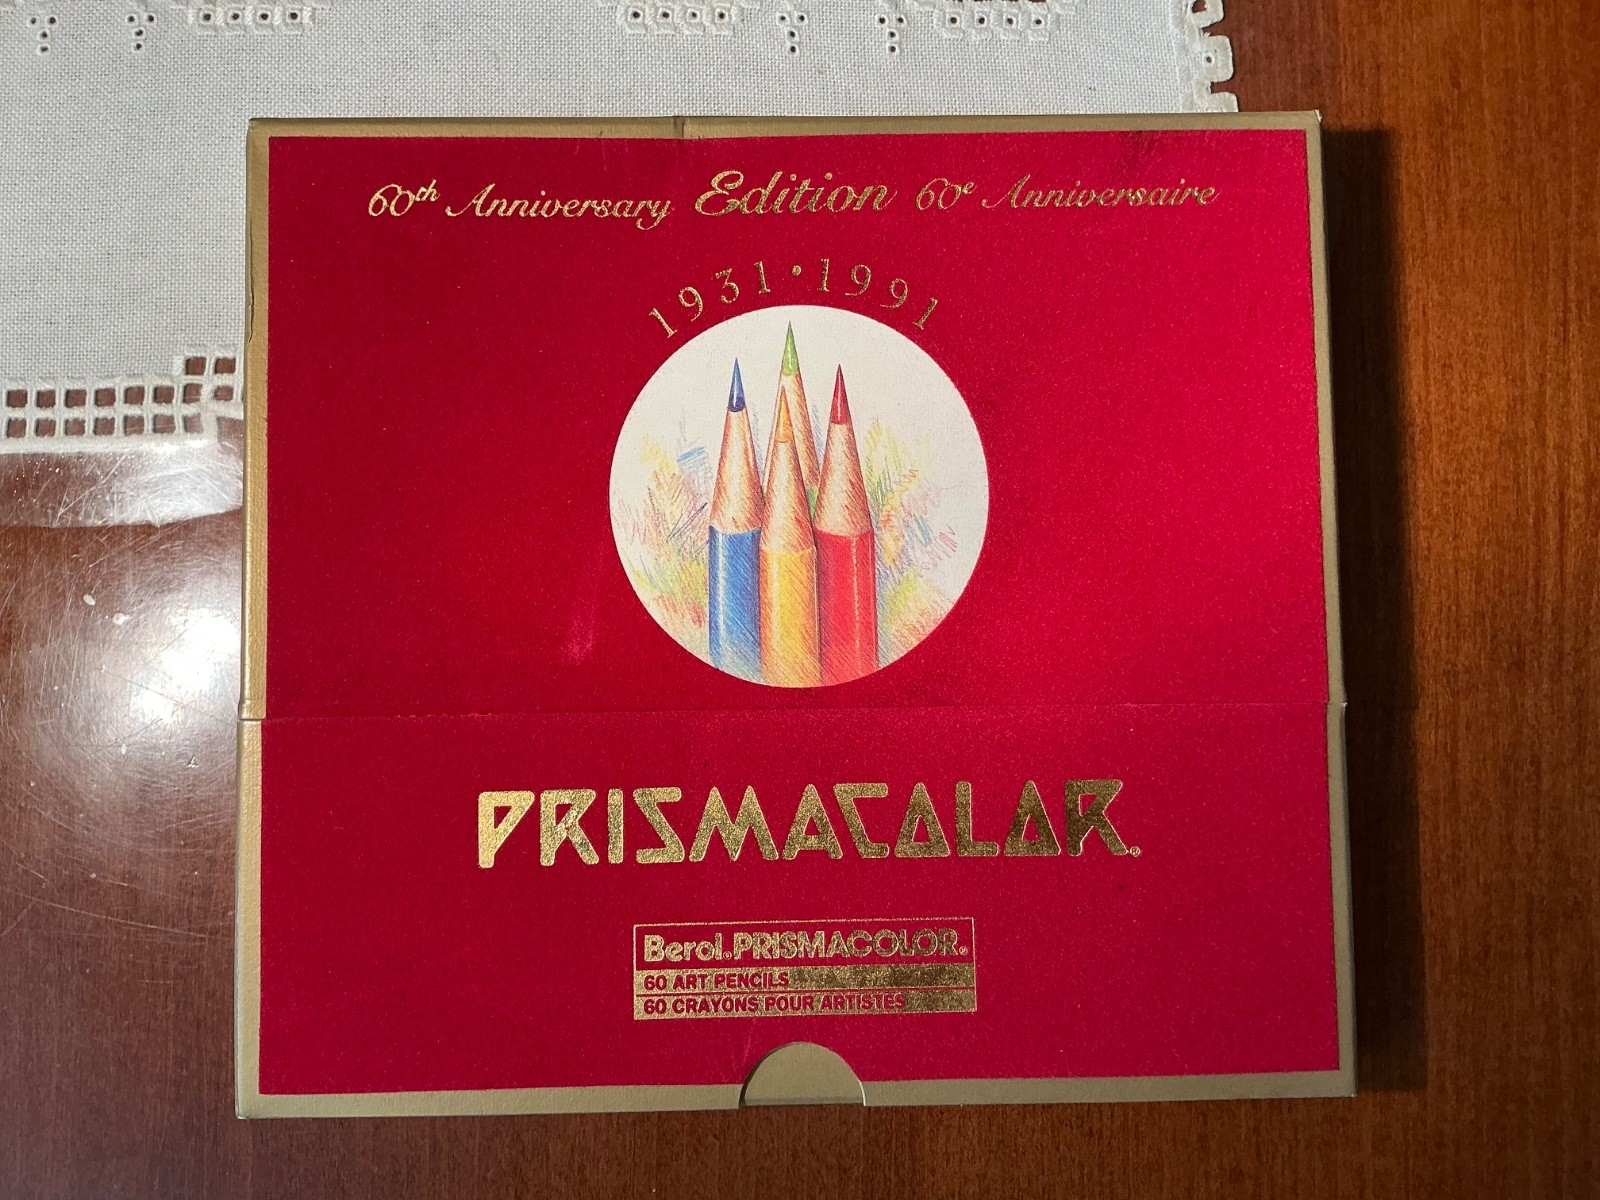 60th Anniversary Edition 60e Anniversaire
1931 • 1991
PRISMACOLOR®
Berol® PRISMACOLOR®
60 ART PENCILS
60 CRAYONS POUR ARTISTES